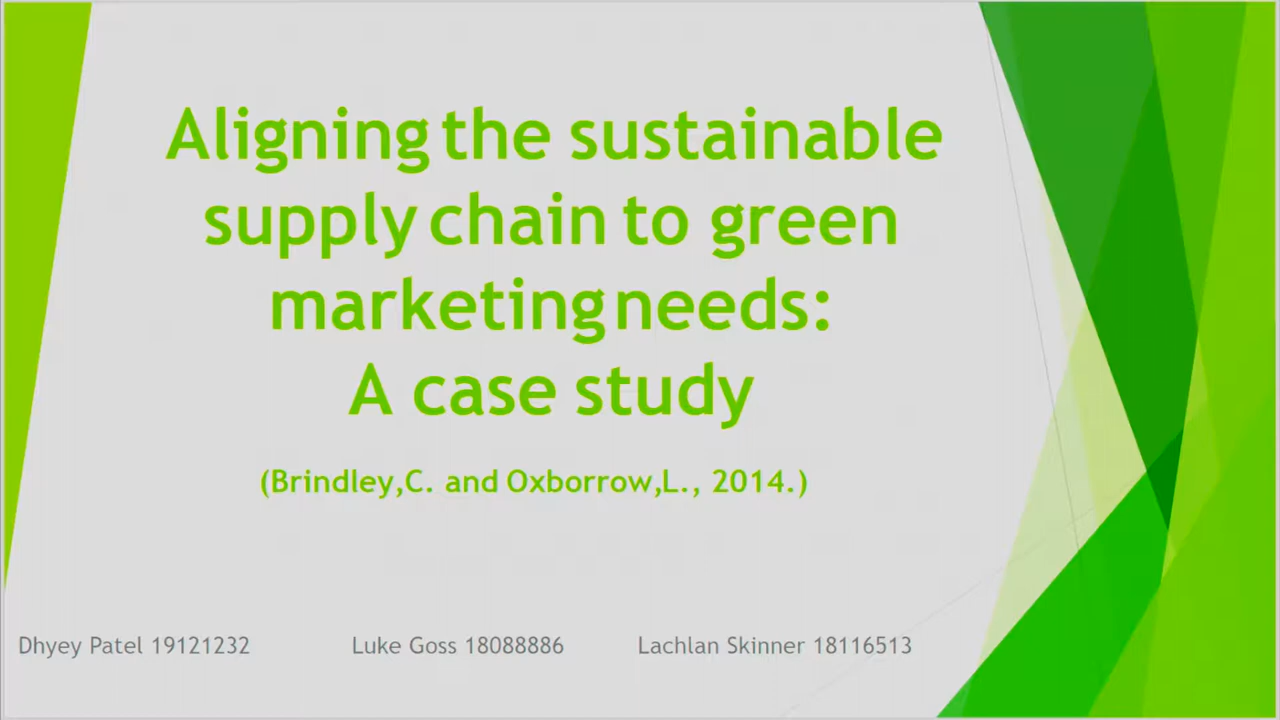 Aligning the sustainable
supply chain to green
marketing needs:
A case study
(Brindley,C. and Oxborrow,L., 2014.)
Dhyey Patel 19121232 Luke Goss 18088886 Lachlan Skinner 18116513